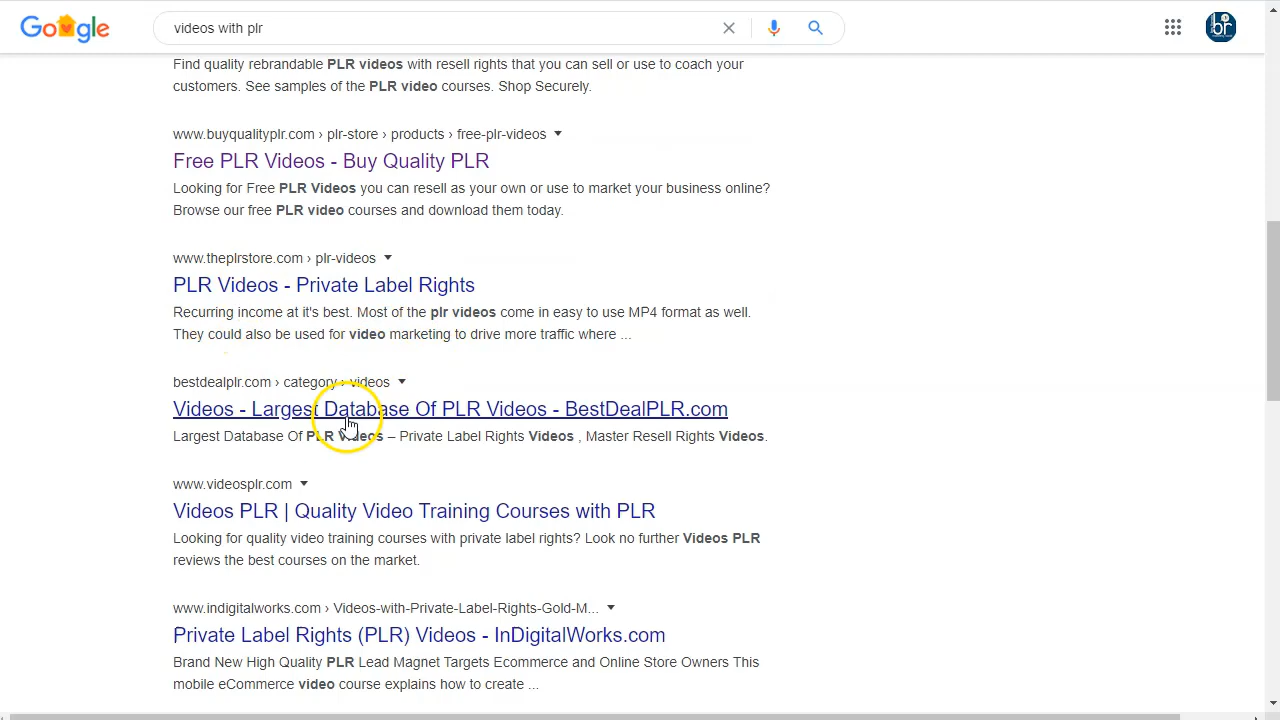 Google
videos with plr
br
Find quality rebrandable PLR videos with resell rights that you can sell or use to coach your
customers. See samples of the PLR video courses. Shop Securely.
www.buyqualityplr.com › plr-store › products › free-plr-videos
Free PLR Videos - Buy Quality PLR
Looking for Free PLR Videos you can resell as your own or use to market your business online?
Browse our free PLR video courses and download them today.
www.theplrstore.com › plr-videos
PLR Videos - Private Label Rights
Recurring income at it's best. Most of the plr videos come in easy to use MP4 format as well.
They could also be used for video marketing to drive more traffic where ...
bestdealplr.com › category › videos
Videos - Largest Database Of PLR Videos - BestDealPLR.com
Largest Database Of PLR Videos – Private Label Rights Videos , Master Resell Rights Videos.
www.videosplr.com
Videos PLR | Quality Video Training Courses with PLR
Looking for quality video training courses with private label rights? Look no further Videos PLR
reviews the best courses on the market.
www.indigitalworks.com › Videos-with-Private-Label-Rights-Gold-M...
Private Label Rights (PLR) Videos - InDigitalWorks.com
Brand New High Quality PLR Lead Magnet Targets Ecommerce and Online Store Owners This
mobile eCommerce video course explains how to create ...